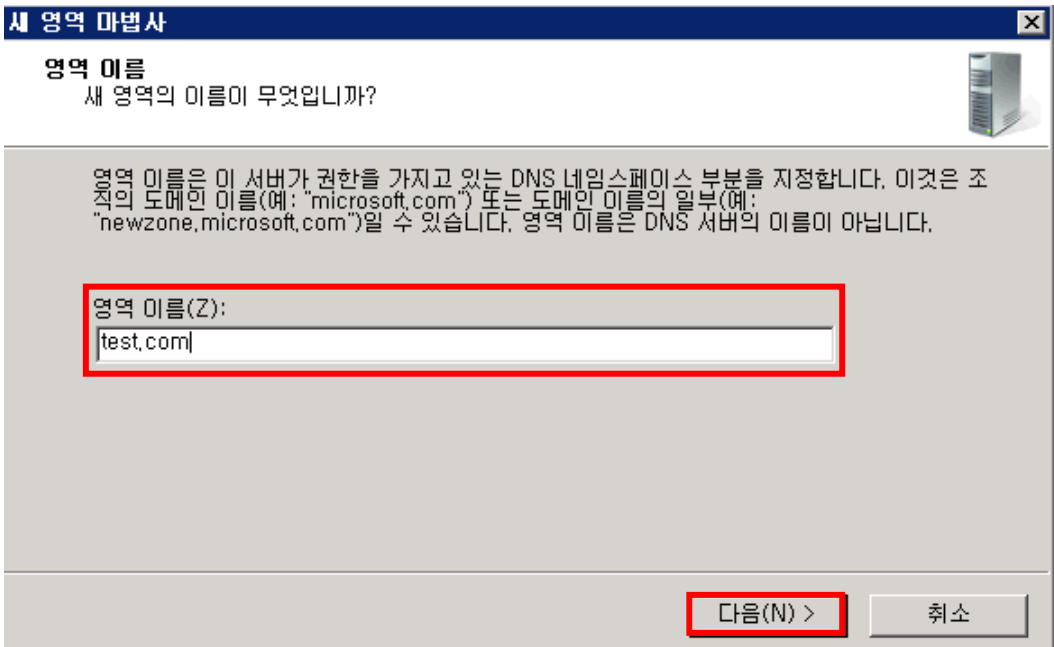 새 영역 마법사
영역 이름
새 영역의 이름이 무엇입니까?
영역 이름은 이 서버가 권한을 가지고 있는 DNS 네임스페이스 부분을 지정합니다. 이것은 조
직의 도메인 이름(예: "microsoft.com") 또는 도메인 이름의 일부(예:
"newzone.microsoft.com")일 수 있습니다. 영역 이름은 DNS 서버의 이름이 아닙니다.
영역 이름(Z):
test.com
다음(N) >
취소